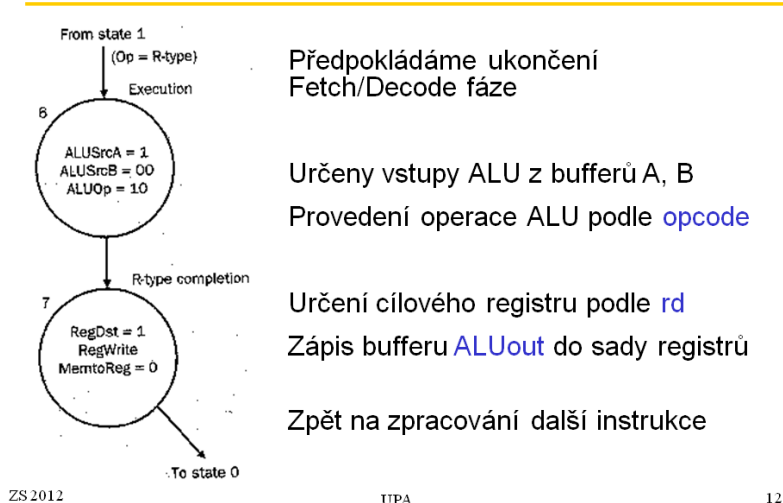 From state 1
(Op = R-type)
Execution
6
ALUSrcA = 1
ALUSrcB = 00
ALUOp = 10
R-type completion
7
RegDst = 1
RegWrite
MemtoReg = 0
To state 0
Předpokládáme ukončení
Fetch/Decode fáze
Určeny vstupy ALU z bufferů A, B
Provedení operace ALU podle opcode
Určení cílového registru podle rd
Zápis bufferu ALUout do sady registrů
Zpět na zpracování další instrukce
ZS 2012
UPA
12